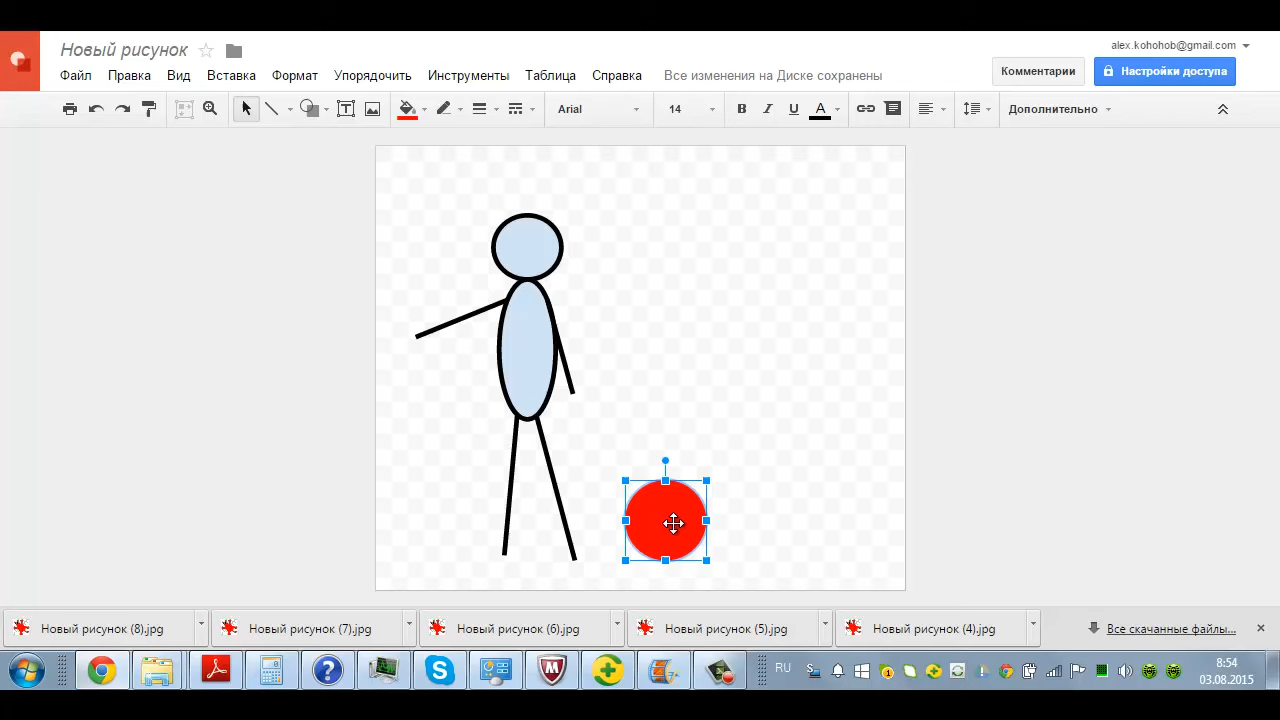 Новый рисунок
alex.kohohob@gmail.com
Файл Правка Вид Вставка Формат Упорядочить Инструменты Таблица Справка Все изменения на Диске сохранены
Комментарии
Настройки доступа
Arial 14 B I U A Дополнительно
Новый рисунок (8).jpg
Новый рисунок (7).jpg
Новый рисунок (6).jpg
Новый рисунок (5).jpg
Новый рисунок (4).jpg
Все скачанные файлы...
RU
8:54
03.08.2015